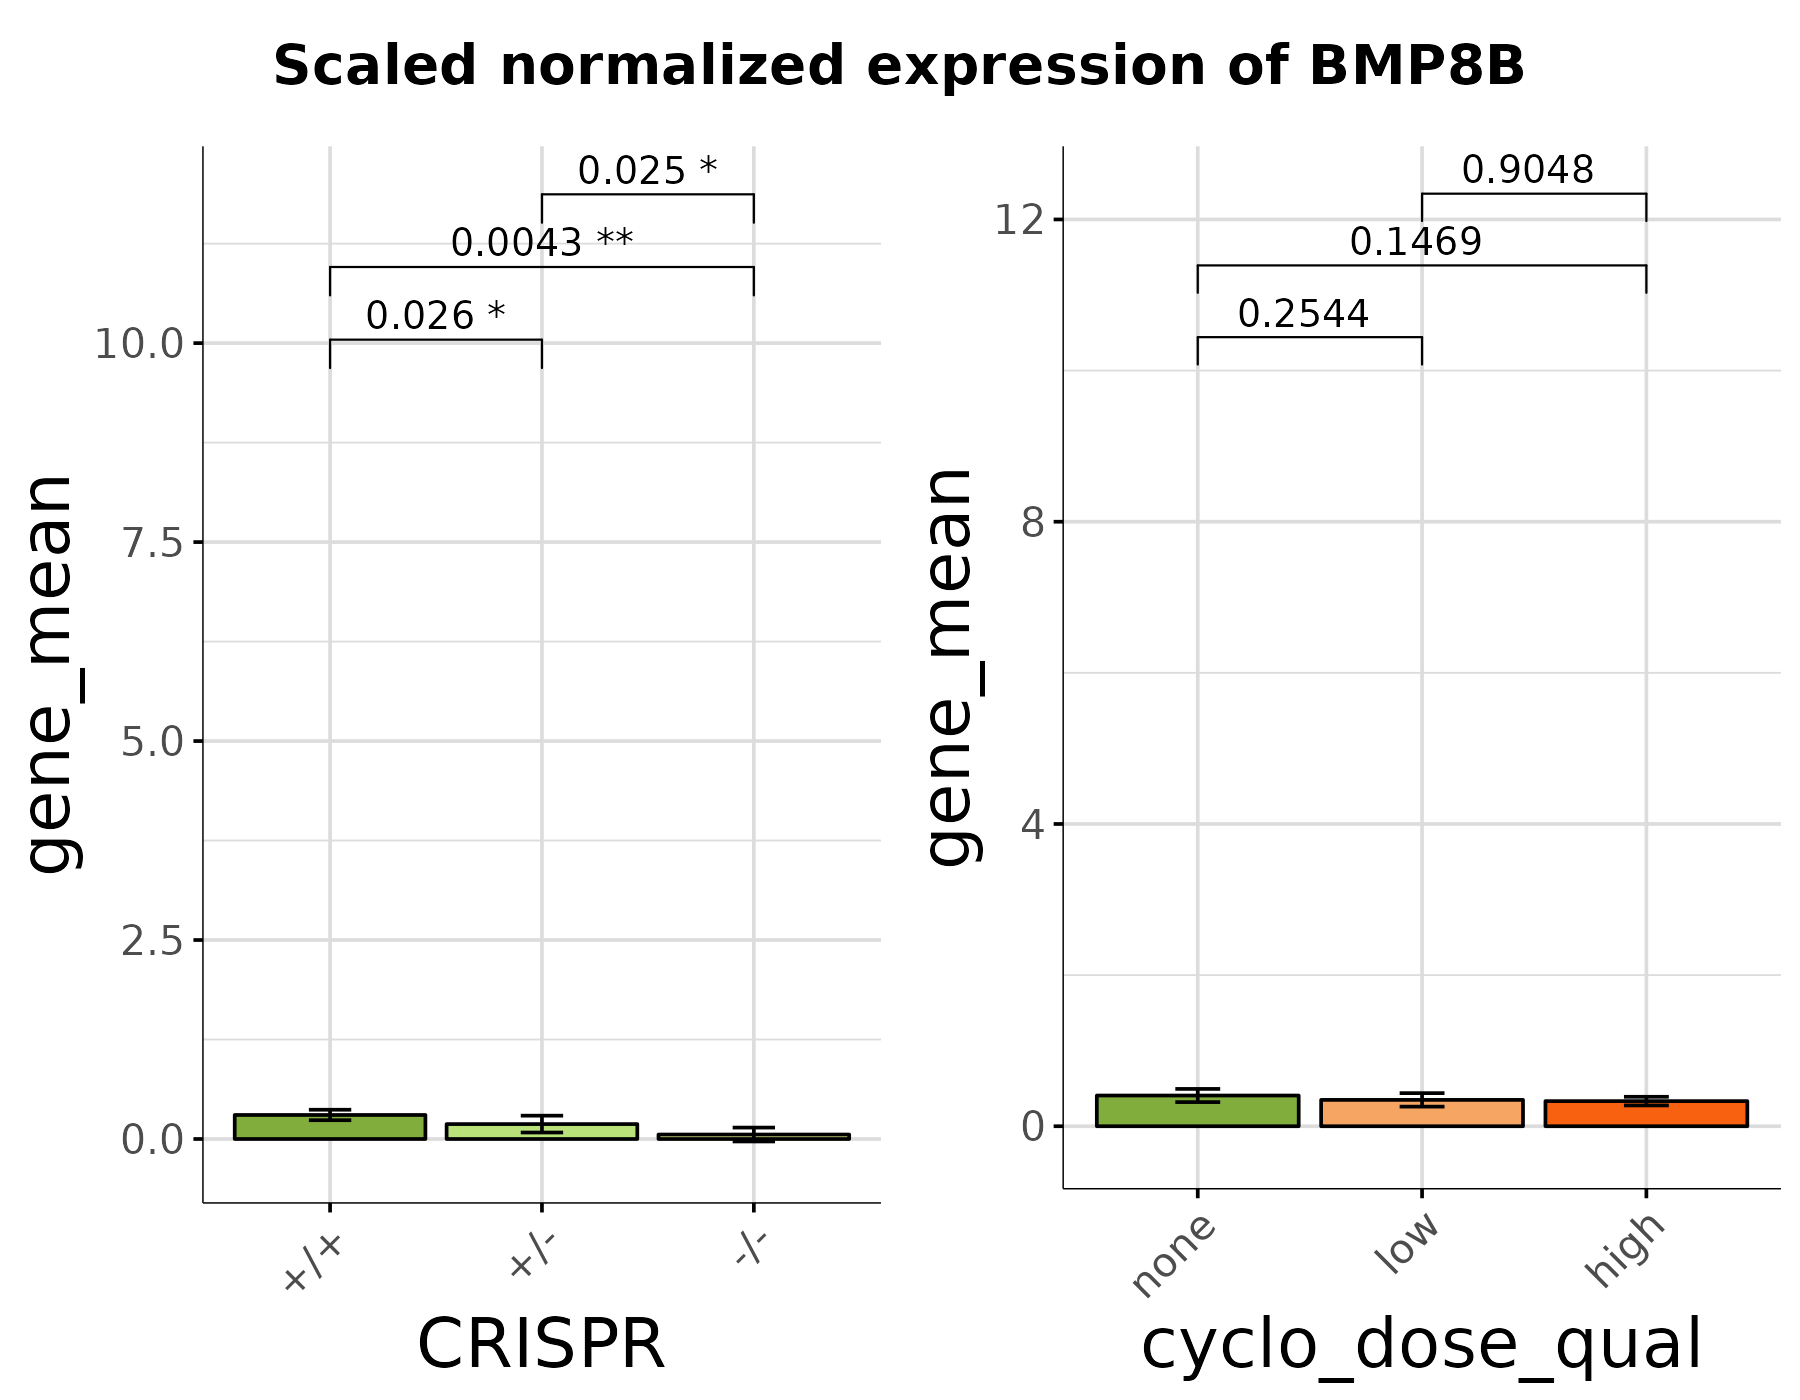 Scaled normalized expression of BMP8B
gene_mean
10.0
7.5
5.0
2.5
0.0
0.025 *
0.0043 **
0.026 *
+/+
+/-
-/-
CRISPR
gene_mean
12
8
4
0
0.9048
0.1469
0.2544
none
low
high
cyclo_dose_qual